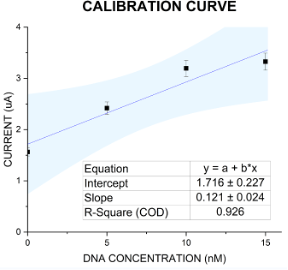 CALIBRATION CURVE
4
3
2
1
0
CURRENT (uA)
Equation y = a + b*x
Intercept 1.716 ± 0.227
Slope 0.121 ± 0.024
R-Square (COD) 0.926
0 5 10 15
DNA CONCENTRATION (nM)